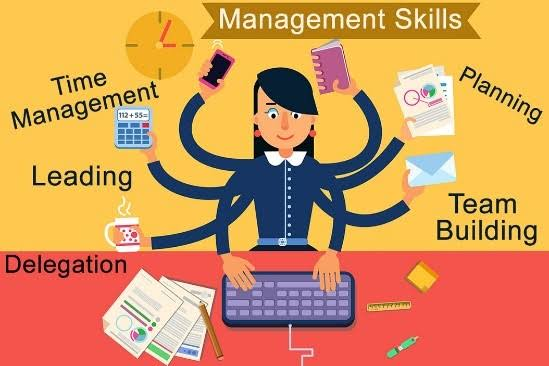 Management Skills
Time
Management
Planning
112+55=
Leading
Team
Building
Delegation